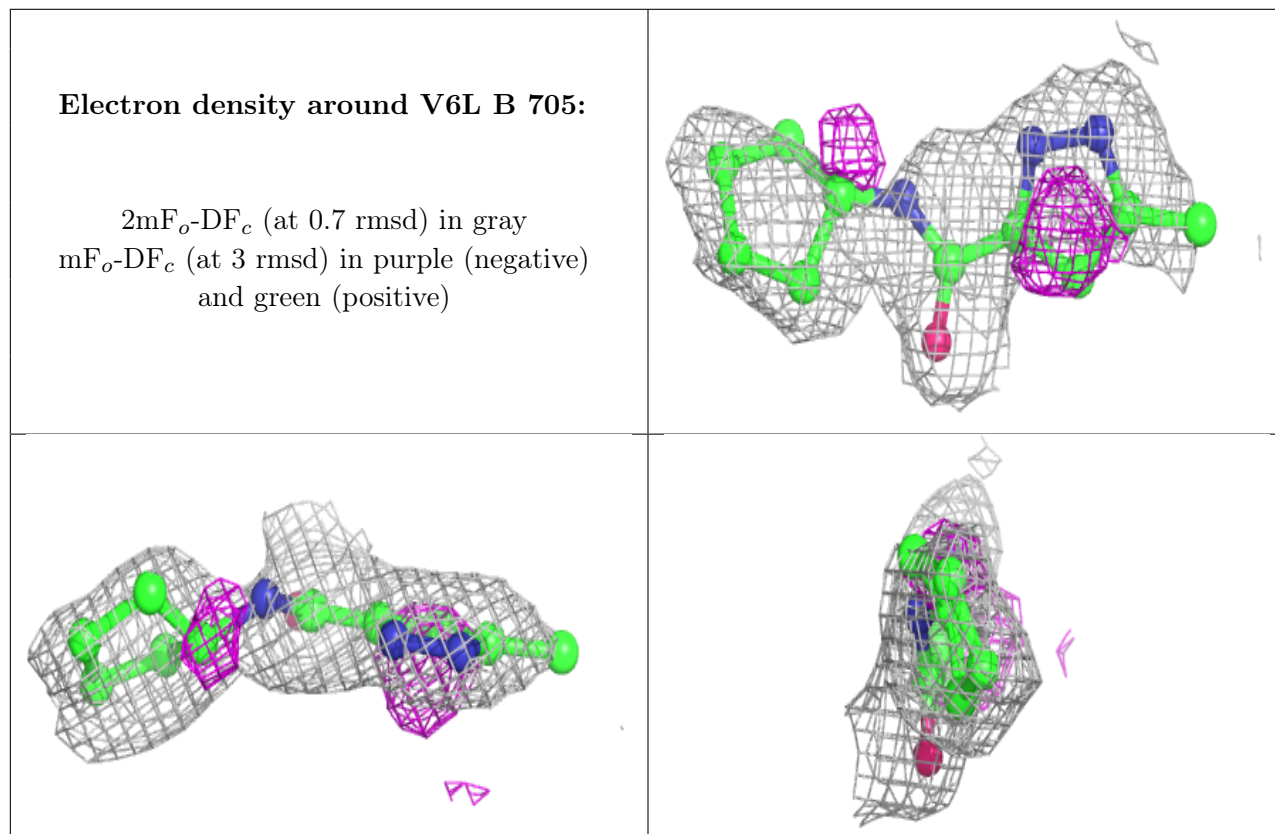 Electron density around V6L B 705:
2mFₒ-DF𝒸 (at 0.7 rmsd) in gray
mFₒ-DF𝒸 (at 3 rmsd) in purple (negative)
and green (positive)